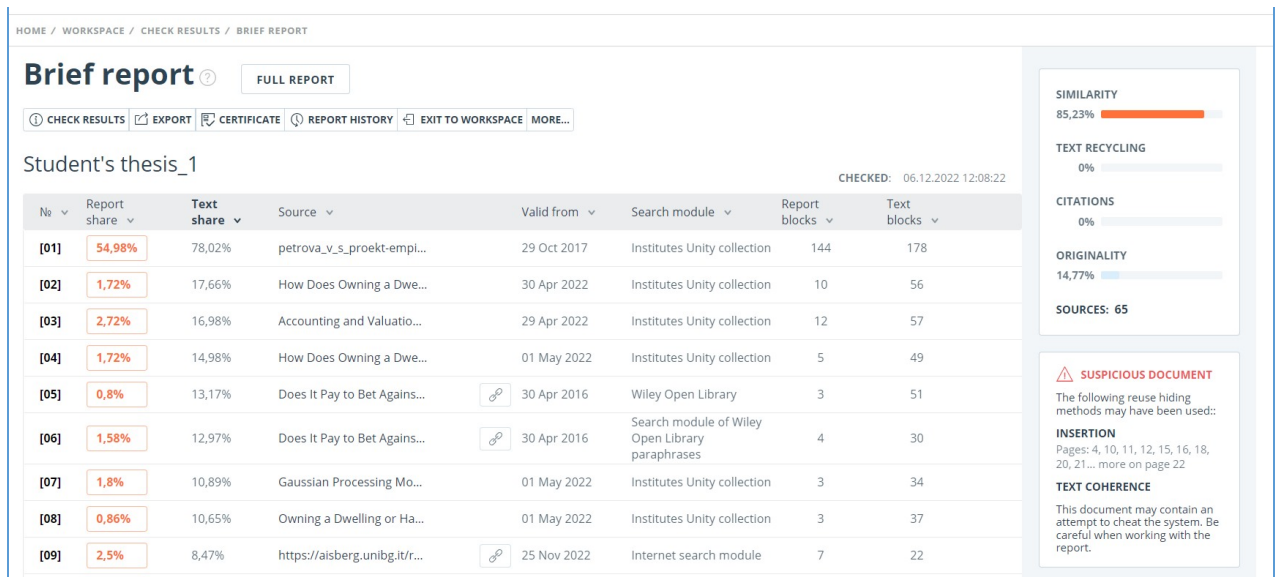 HOME / WORKSPACE / CHECK RESULTS / BRIEF REPORT
Brief report ? FULL REPORT
CHECK RESULTS EXPORT CERTIFICATE REPORT HISTORY EXIT TO WORKSPACE MORE...
Student's thesis_1
CHECKED: 06.12.2022 12:08:22
№ Report share Text share Source Valid from Search module Report blocks Text blocks
[01] 54,98% 78,02% petrova_v_s_proekt-empi... 29 Oct 2017 Institutes Unity collection 144 178
[02] 1,72% 17,66% How Does Owning a Dwe... 30 Apr 2022 Institutes Unity collection 10 56
[03] 2,72% 16,98% Accounting and Valuatio... 29 Apr 2022 Institutes Unity collection 12 57
[04] 1,72% 14,98% How Does Owning a Dwe... 01 May 2022 Institutes Unity collection 5 49
[05] 0,8% 13,17% Does It Pay to Bet Agains... 30 Apr 2016 Wiley Open Library 3 51
[06] 1,58% 12,97% Does It Pay to Bet Agains... 30 Apr 2016 Search module of Wiley Open Library paraphrases 4 30
[07] 1,8% 10,89% Gaussian Processing Mo... 01 May 2022 Institutes Unity collection 3 34
[08] 0,86% 10,65% Owning a Dwelling or Ha... 01 May 2022 Institutes Unity collection 3 37
[09] 2,5% 8,47% https://aisberg.unibg.it/r... 25 Nov 2022 Internet search module 7 22
SIMILARITY
85,23%
TEXT RECYCLING
0%
CITATIONS
0%
ORIGINALITY
14,77%
SOURCES: 65
SUSPICIOUS DOCUMENT
The following reuse hiding
methods may have been used::
INSERTION
Pages: 4, 10, 11, 12, 15, 16, 18,
20, 21... more on page 22
TEXT COHERENCE
This document may contain an
attempt to cheat the system. Be
careful when working with the
report.